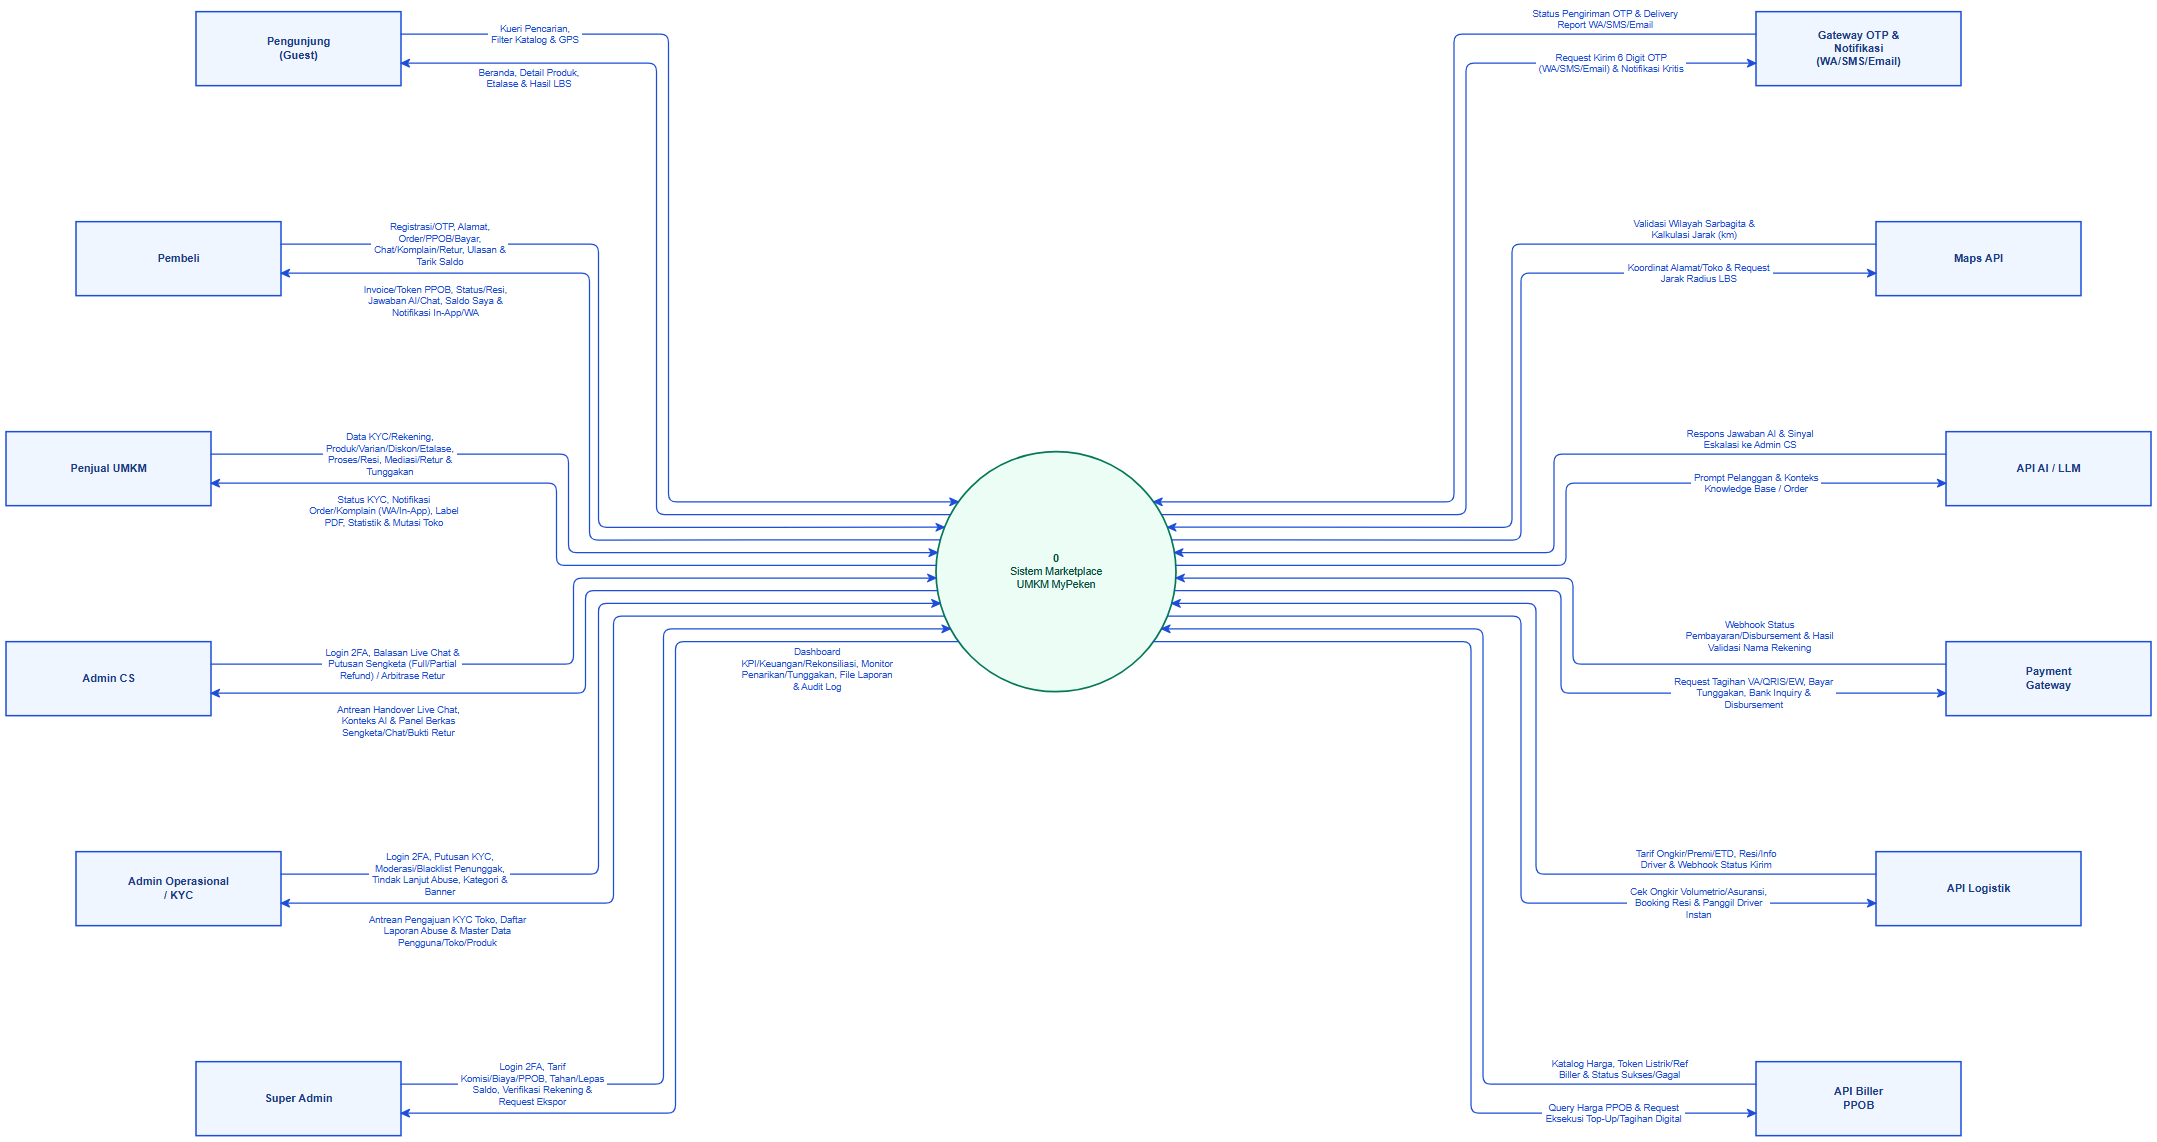 Pengunjung
(Guest)
Kueri Pencarian,
Filter Katalog & GPS
Beranda, Detail Produk,
Etalase & Hasil LBS
Status Pengiriman OTP & Delivery
Report WA/SMS/Email
Request Kirim 6 Digit OTP
(WA/SMS/Email) & Notifikasi Kritis
Gateway OTP &
Notifikasi
(WA/SMS/Email)
Pembeli
Registrasi/OTP, Alamat,
Order/PPOB/Bayar,
Chat/Komplain/Retur, Ulasan &
Tarik Saldo
Invoice/Token PPOB, Status/Resi,
Jawaban AI/Chat, Saldo Saya &
Notifikasi In-App/WA
Validasi Wilayah Sarbagita &
Kalkulasi Jarak (km)
Koordinat Alamat/Toko & Request
Jarak Radius LBS
Maps API
Penjual UMKM
Data KYC/Rekening,
Produk/Varian/Diskon/Etalase,
Proses/Resi, Mediasi/Retur &
Tunggakan
Status KYC, Notifikasi
Order/Komplain (WA/In-App), Label
PDF, Statistik & Mutasi Toko
Respons Jawaban AI & Sinyal
Eskalasi ke Admin CS
Prompt Pelanggan & Konteks
Knowledge Base / Order
API AI / LLM
0
Sistem Marketplace
UMKM MyPeken
Admin CS
Login 2FA, Balasan Live Chat &
Putusan Sengketa (Full/Partial
Refund) / Arbitrase Retur
Antrean Handover Live Chat,
Konteks AI & Panel Berkas
Sengketa/Chat/Bukti Retur
Dashboard
KPI/Keuangan/Rekonsiliasi, Monitor
Penarikan/Tunggakan, File Laporan
& Audit Log
Webhook Status
Pembayaran/Disbursement & Hasil
Validasi Nama Rekening
Request Tagihan VA/QRIS/EW, Bayar
Tunggakan, Bank Inquiry &
Disbursement
Payment
Gateway
Admin Operasional
/ KYC
Login 2FA, Putusan KYC,
Moderasi/Blacklist Penunggak,
Tindak Lanjut Abuse, Kategori &
Banner
Antrean Pengajuan KYC Toko, Daftar
Laporan Abuse & Master Data
Pengguna/Toko/Produk
Tarif Ongkir/Premi/ETD, Resi/Info
Driver & Webhook Status Kirim
Cek Ongkir Volumetric/Asuransi,
Booking Resi & Panggil Driver
Instan
API Logistik
Super Admin
Login 2FA, Tarif
Komisi/Biaya/PPOB, Tahan/Lepas
Saldo, Verifikasi Rekening &
Request Ekspor
Katalog Harga, Token Listrik/Ref
Biller & Status Sukses/Gagal
Query Harga PPOB & Request
Eksekusi Top-Up/Tagihan Digital
API Biller
PPOB